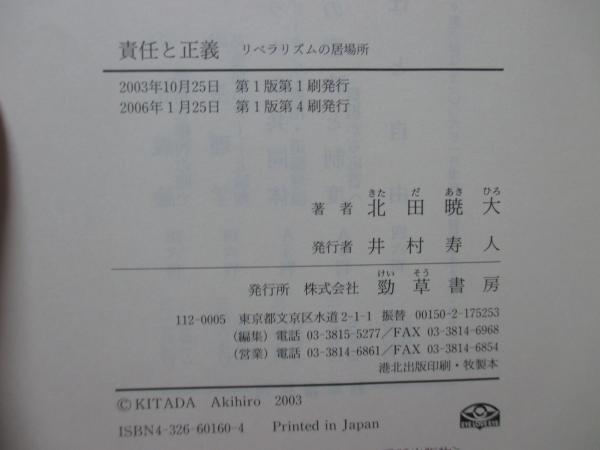 責任と正義 リベラリズムの居場所
2003年10月25日 第1版第1刷発行
2006年1月25日 第1版第4刷発行
きた だ あき ひろ
著者 北田暁大
発行者 井村寿人
けい そう
発行所 株式会社 勁草書房
112-0005 東京都文京区水道2-1-1 振替 00150-2-175253
(編集) 電話 03-3815-5277/FAX 03-3814-6968
(営業) 電話 03-3814-6861/FAX 03-3814-6854
港北出版印刷・牧製本
©KITADA Akihiro 2003
ISBN4-326-60160-4 Printed in Japan